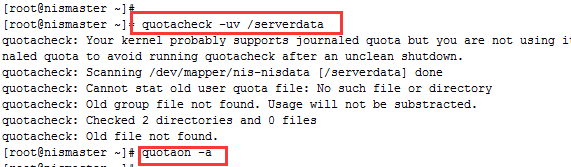 [root@nismaster ~]#
[root@nismaster ~]# quotacheck -uv /serverdata
quotacheck: Your kernel probably supports journaled quota but you are not using it
naled quota to avoid running quotacheck after an unclean shutdown.
quotacheck: Scanning /dev/mapper/nis-nisdata [/serverdata] done
quotacheck: Cannot stat old user quota file: No such file or directory
quotacheck: Old group file not found. Usage will not be substracted.
quotacheck: Checked 2 directories and 0 files
quotacheck: Old file not found.
[root@nismaster ~]# quotaon -a